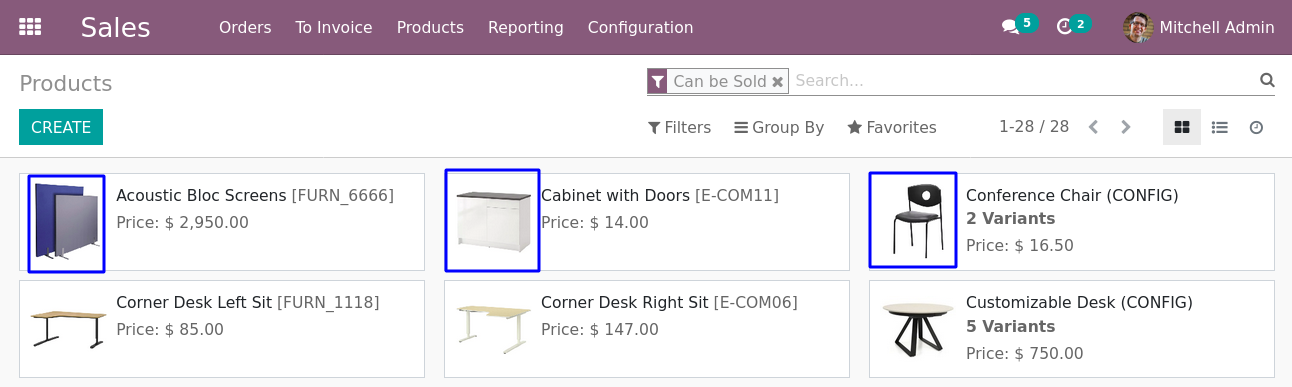 Sales Orders To Invoice Products Reporting Configuration 5 2 Mitchell Admin
Products
Can be Sold Search...
CREATE
Filters Group By Favorites 1-28 / 28
Acoustic Bloc Screens [FURN_6666]
Price: $ 2,950.00
Cabinet with Doors [E-COM11]
Price: $ 14.00
Conference Chair (CONFIG)
2 Variants
Price: $ 16.50
Corner Desk Left Sit [FURN_1118]
Price: $ 85.00
Corner Desk Right Sit [E-COM06]
Price: $ 147.00
Customizable Desk (CONFIG)
5 Variants
Price: $ 750.00